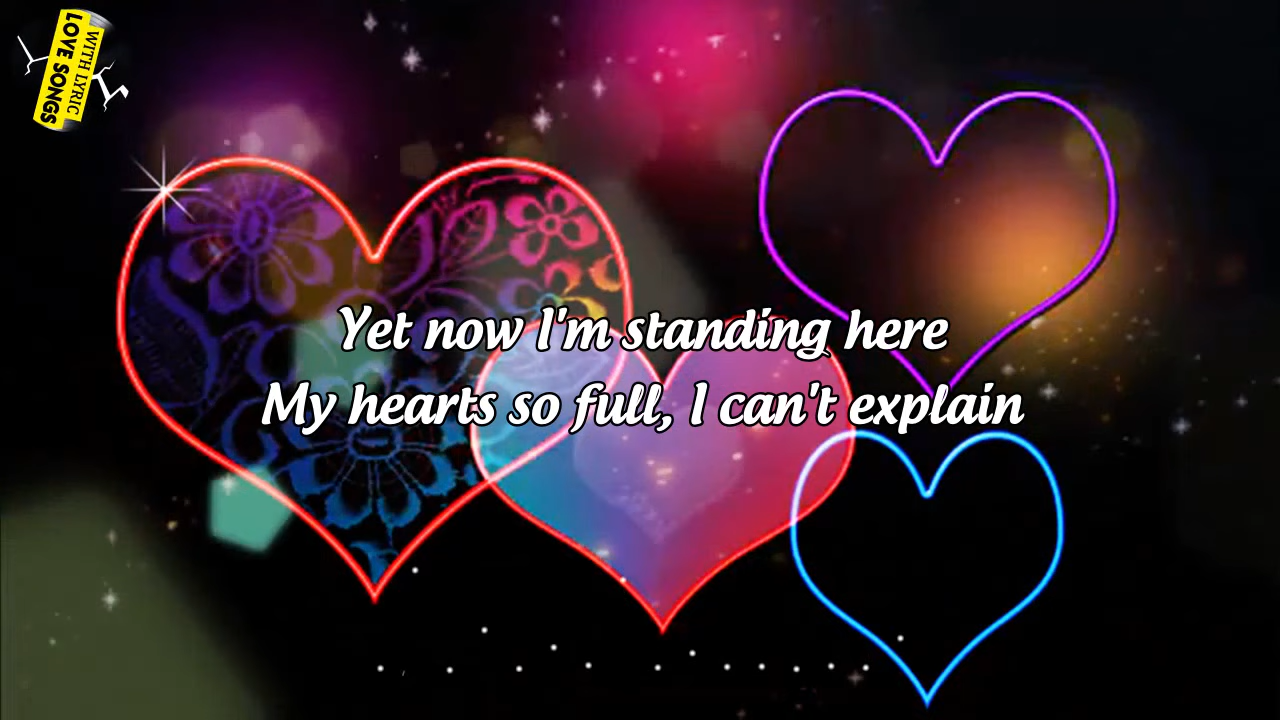 LOVE SONGS
WITH LYRIC
Yet now I'm standing here
My hearts so full, I can't explain